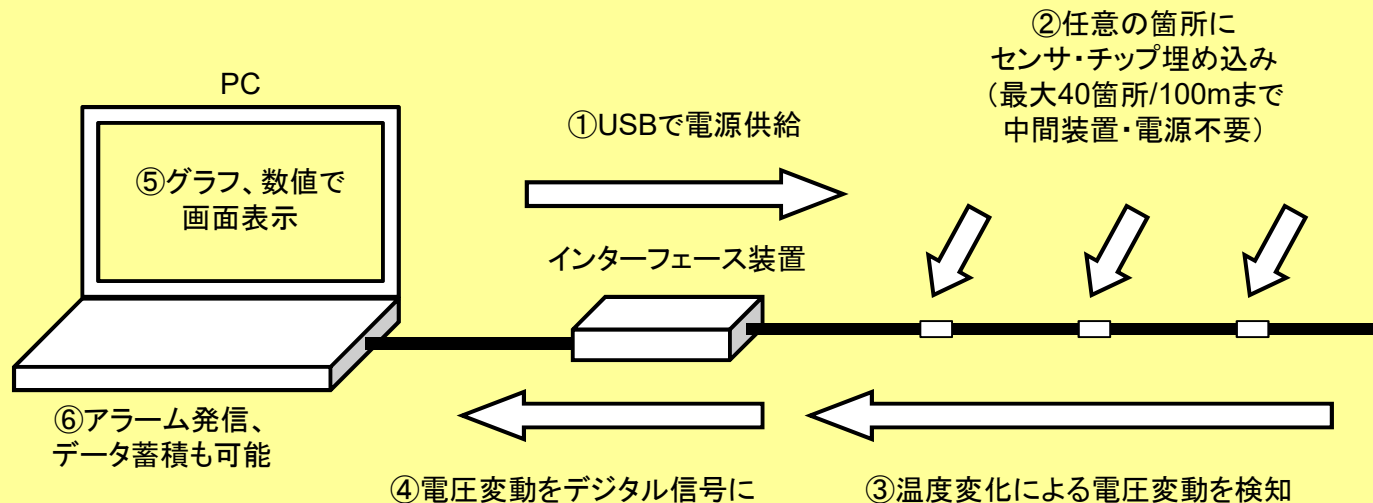 PC
⑤グラフ、数値で
画面表示
①USBで電源供給
インターフェース装置
②任意の箇所に
センサ・チップ埋め込み
（最大40箇所/100mまで
中間装置・電源不要）
⑥アラーム発信、
データ蓄積も可能
④電圧変動をデジタル信号に
③温度変化による電圧変動を検知